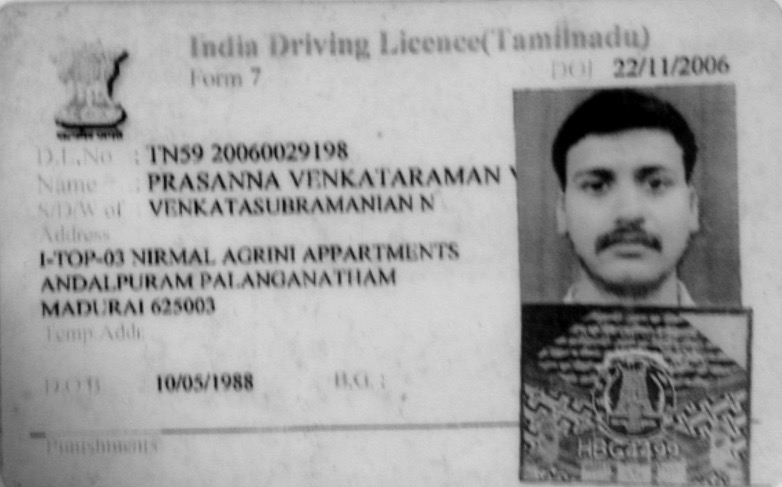 India Driving Licence(Tamilnadu)
Form 7
DOI 22/11/2006
D.L.No : TN59 20060029198
Name : PRASANNA VENKATARAMAN V
S/D/W of : VENKATASUBRAMANIAN N
Address
I-TOP-03 NIRMAL AGRINI APPARTMENTS
ANDALPURAM PALANGANATHAM
MADURAI 625003
Temp.Addr
D.O.B 10/05/1988 B.G. :
Punishments